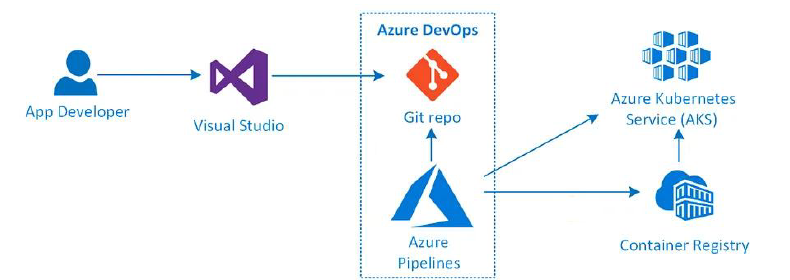 Azure DevOps
App Developer
Visual Studio
Git repo
Azure Kubernetes
Service (AKS)
Azure
Pipelines
Container Registry